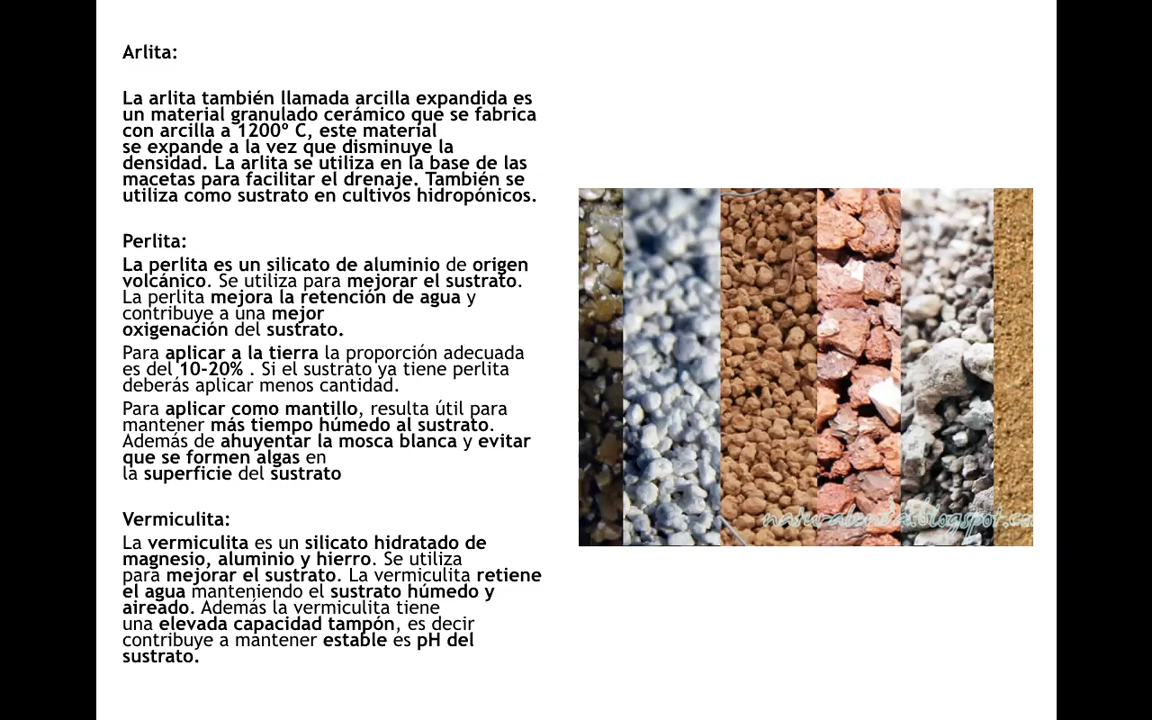 Arlita:
La arlita también llamada arcilla expandida es
un material granulado cerámico que se fabrica
con arcilla a 1200º C, este material
se expande a la vez que disminuye la
densidad. La arlita se utiliza en la base de las
macetas para facilitar el drenaje. También se
utiliza como sustrato en cultivos hidropónicos.
Perlita:
La perlita es un silicato de aluminio de origen
volcánico. Se utiliza para mejorar el sustrato.
La perlita mejora la retención de agua y
contribuye a una mejor
oxigenación del sustrato.
Para aplicar a la tierra la proporción adecuada
es del 10-20% . Si el sustrato ya tiene perlita
deberás aplicar menos cantidad.
Para aplicar como mantillo, resulta útil para
mantener más tiempo húmedo al sustrato.
Además de ahuyentar la mosca blanca y evitar
que se formen algas en
la superficie del sustrato
Vermiculita:
La vermiculita es un silicato hidratado de
magnesio, aluminio y hierro. Se utiliza
para mejorar el sustrato. La vermiculita retiene
el agua manteniendo el sustrato húmedo y
aireado. Además la vermiculita tiene
una elevada capacidad tampón, es decir
contribuye a mantener estable es pH del
sustrato.